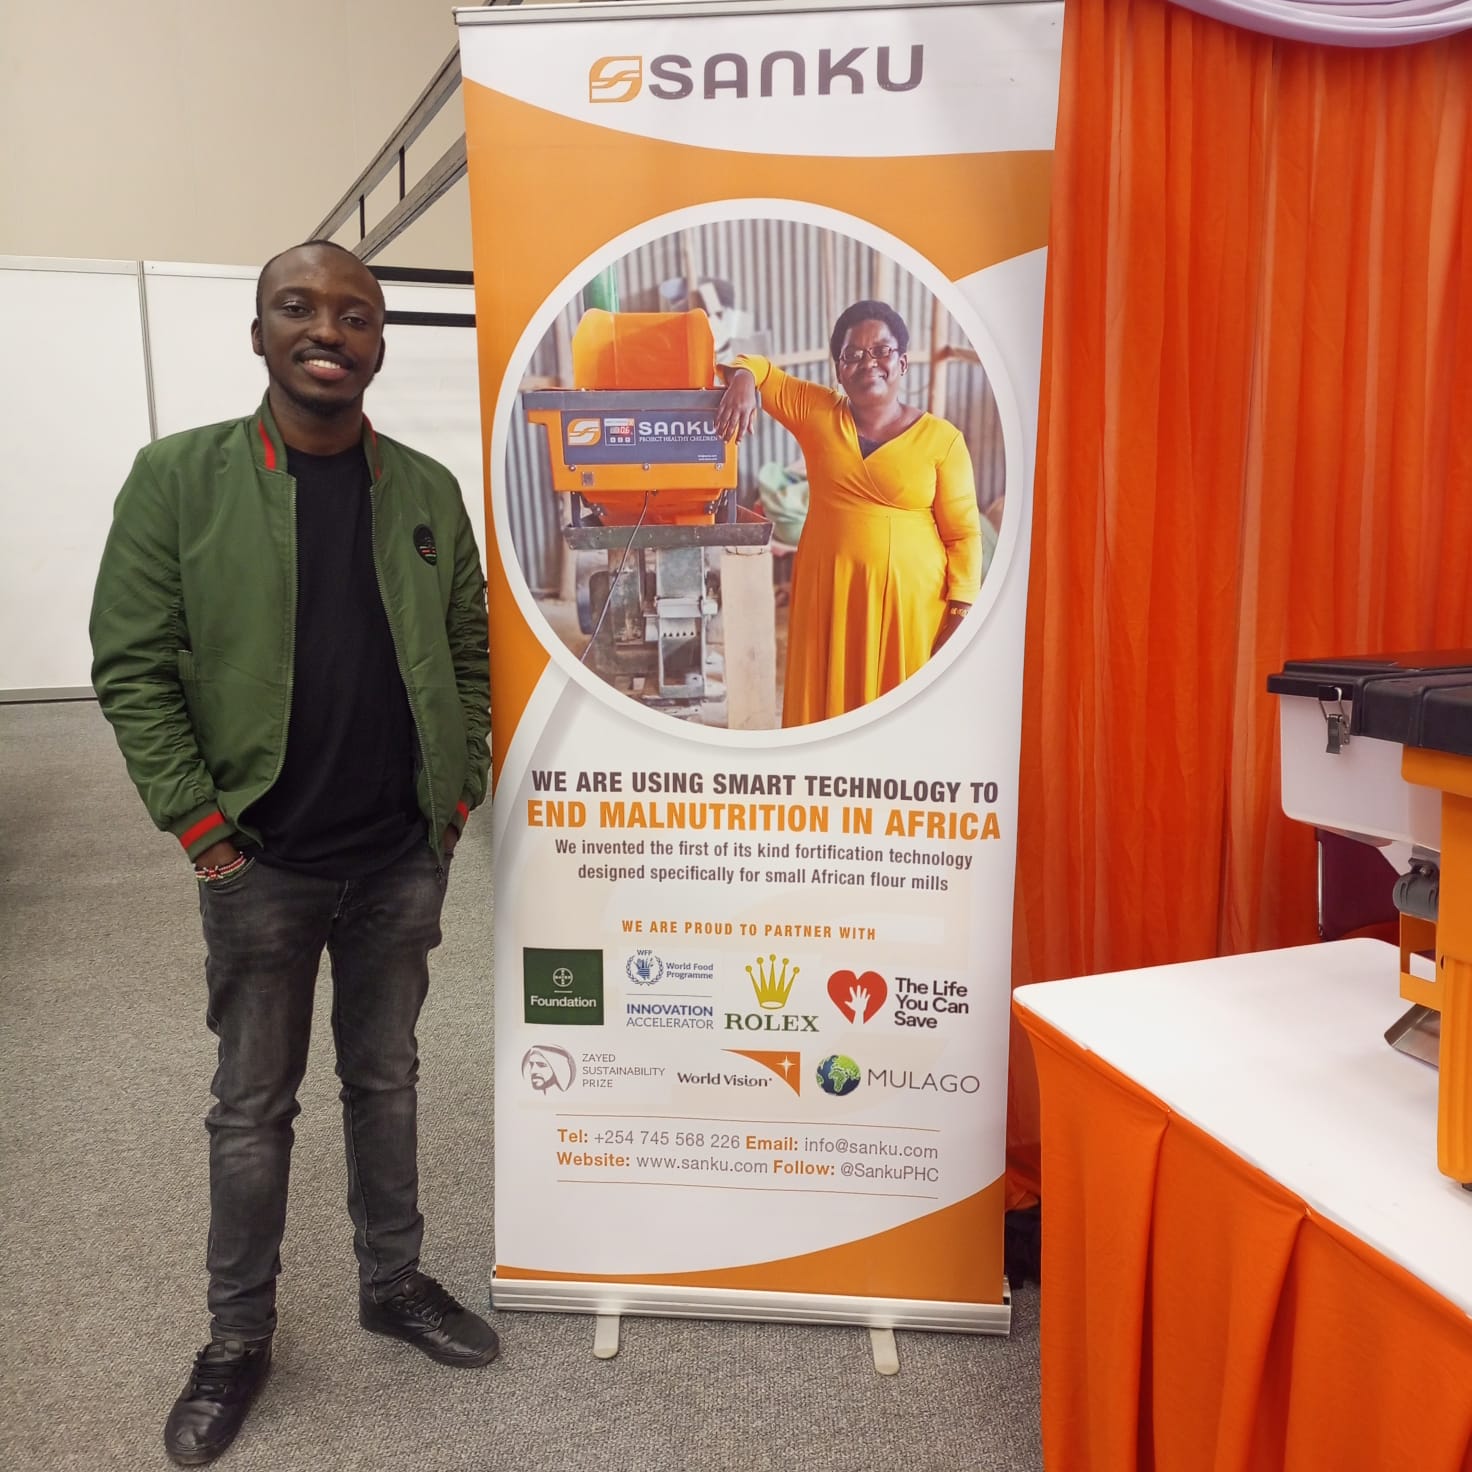 SANKU
SANKU
PROJECT HEALTHY CHILDREN
WE ARE USING SMART TECHNOLOGY TO
END MALNUTRITION IN AFRICA
We invented the first of its kind fortification technology
designed specifically for small African flour mills
WE ARE PROUD TO PARTNER WITH
BAYER
Foundation
WFP
World Food
Programme
INNOVATION
ACCELERATOR
ROLEX
The Life
You Can
Save
ZAYED
SUSTAINABILITY
PRIZE
World Vision
MULAGO
Tel: +254 745 568 226 Email: info@sanku.com
Website: www.sanku.com Follow: @SankuPHC